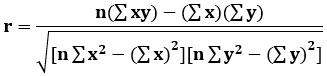 r = n(∑ xy) − (∑ x)(∑ y) / √[n ∑ x² − (∑ x)²][n ∑ y² − (∑ y)²]